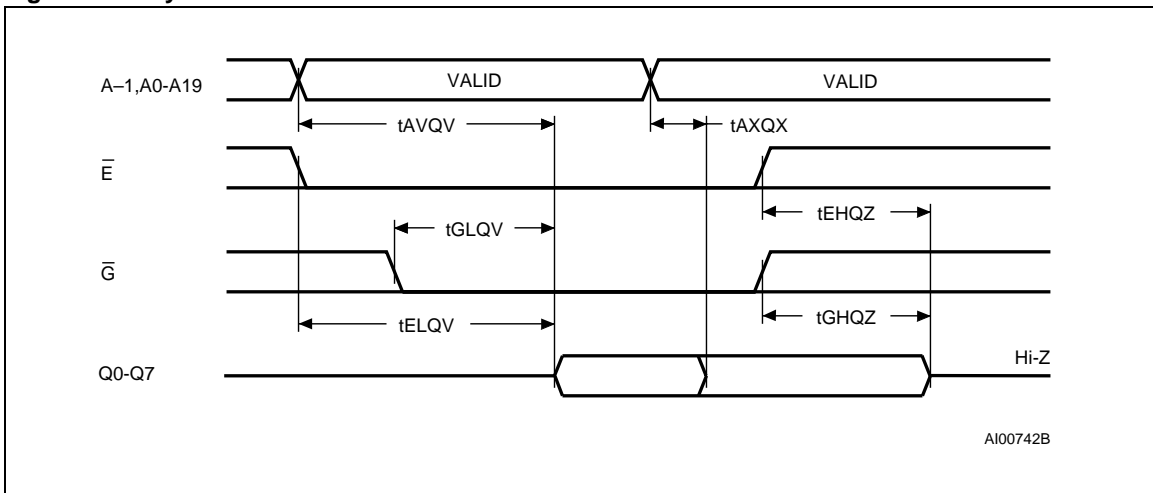 A–1,A0-A19
VALID
VALID
tAVQV
tAXQX
E
tEHQZ
tGLQV
G
tELQV
tGHQZ
Q0-Q7
Hi-Z
AI00742B